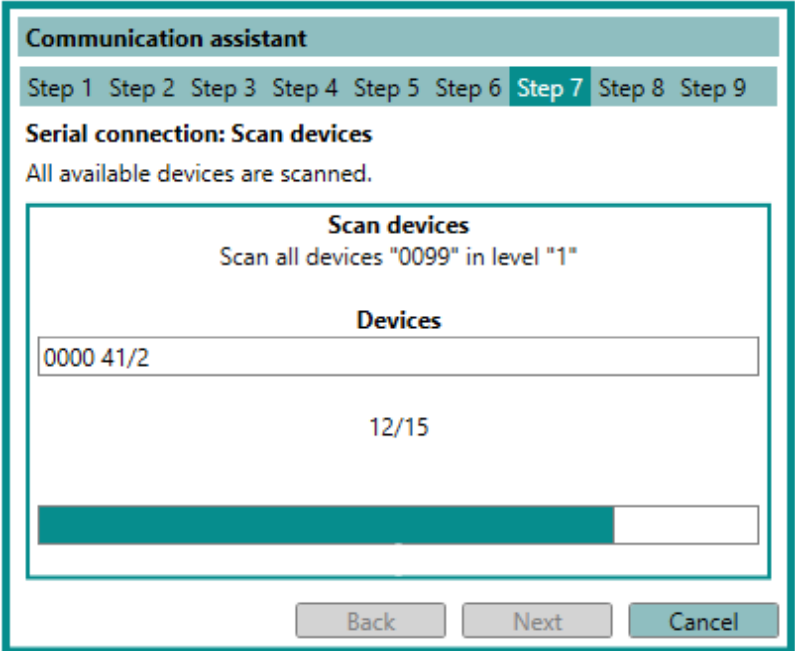 Communication assistant
Step 1 Step 2 Step 3 Step 4 Step 5 Step 6 Step 7 Step 8 Step 9
Serial connection: Scan devices
All available devices are scanned.
Scan devices
Scan all devices "0099" in level "1"
Devices
0000 41/2
12/15
Back Next Cancel